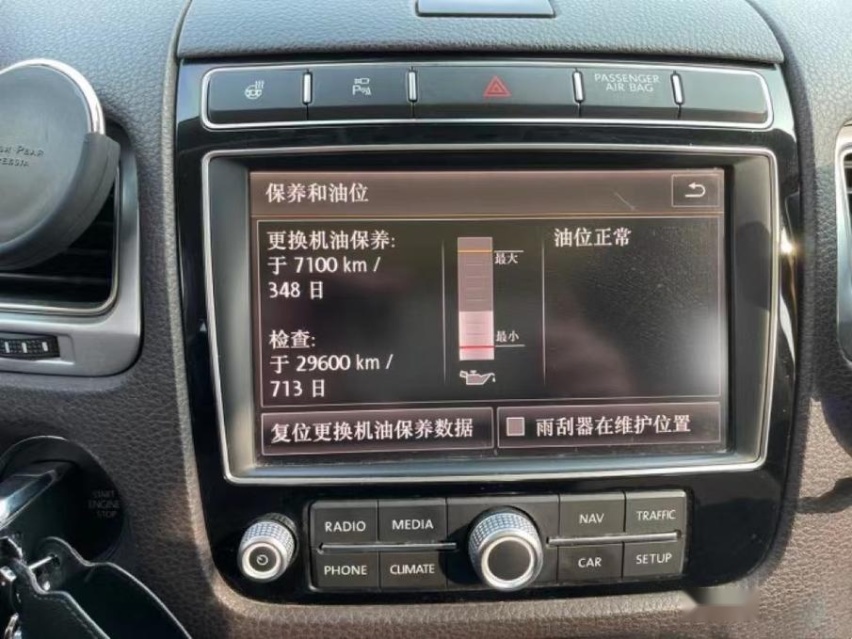 PASSENGER
AIR BAG
保养和油位
更换机油保养:
于 7100 km /
348 日
检查:
于 29600 km /
713 日
最大
最小
油位正常
复位更换机油保养数据
雨刮器在维护位置
RADIO
MEDIA
NAV
TRAFFIC
PHONE
CLIMATE
CAR
SETUP
START
ENGINE
STOP